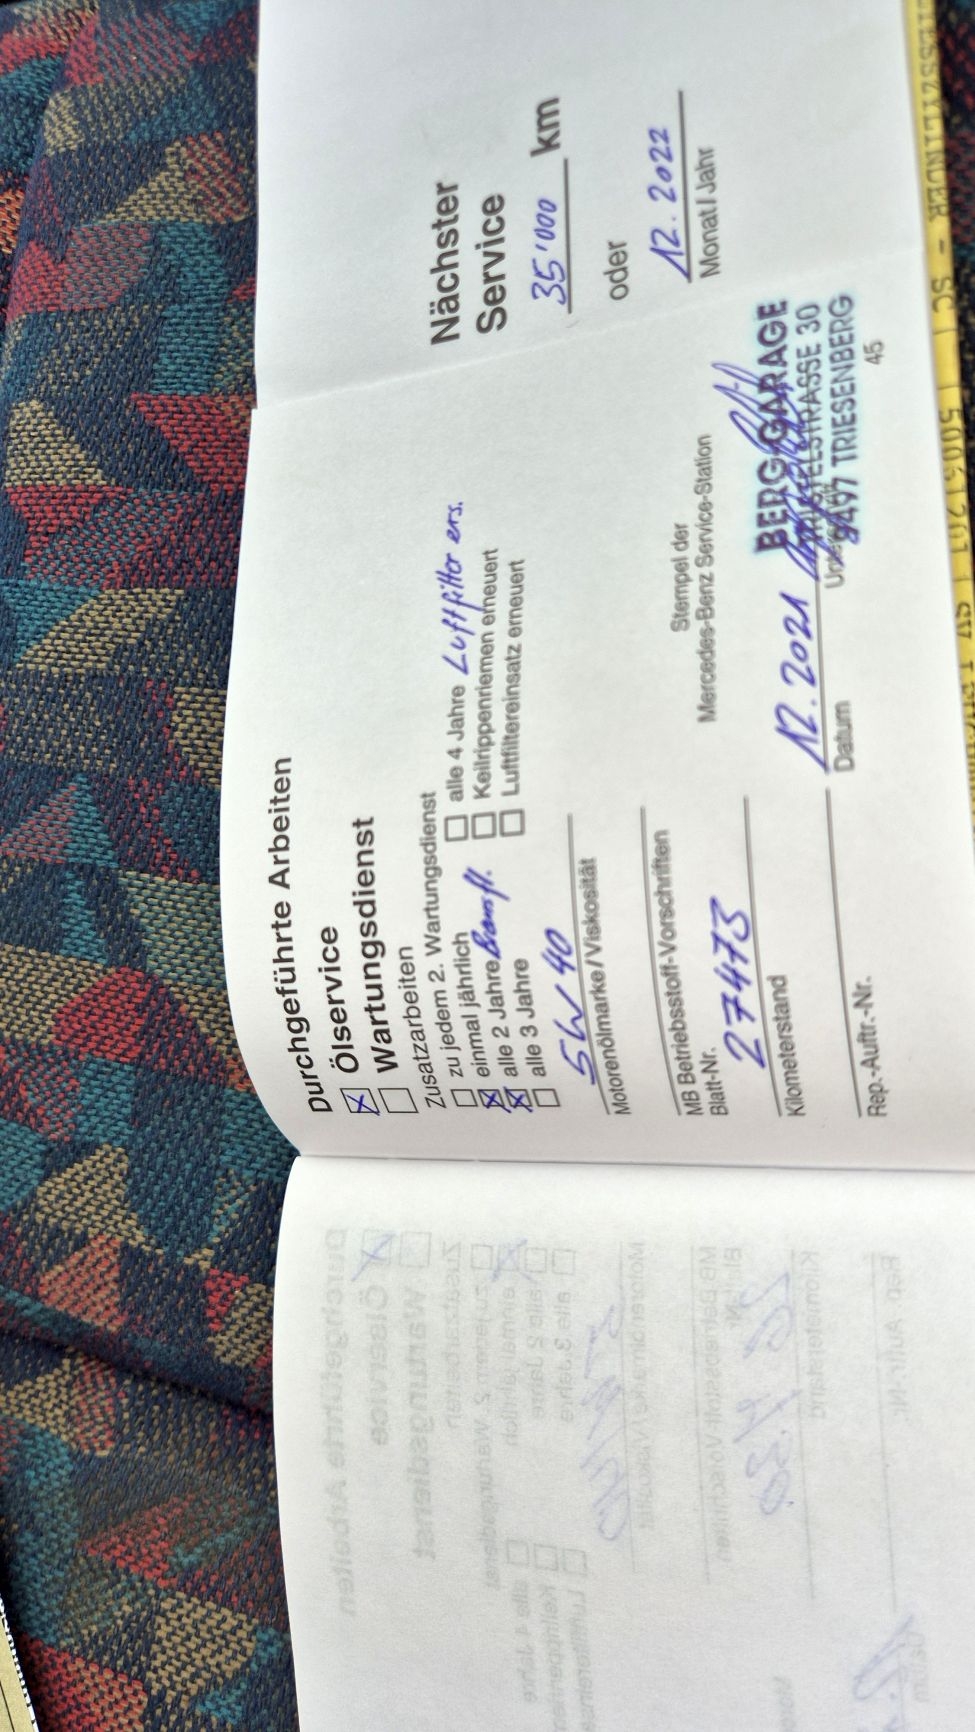 Durchgeführte Arbeiten
Ölservice
Wartungsdienst
Zusatzarbeiten
zu jedem 2. Wartungsdienst
einmal jährlich
alle 2 Jahre Bremsfl.
alle 3 Jahre
alle 4 Jahre Luftfilter ers.
Keilrippenriemen erneuert
Luftfiltereinsatz erneuert
5W40
Motorenölmarke/Viskosität
MB Betriebsstoff-Vorschriften
Blatt-Nr.
27473
Kilometerstand
Rep.-Auftr.-Nr.
Stempel der
Mercedes-Benz Service-Station
12.2021
Datum
BERG-GARAGE
9497 TRIESENBERG
45
Nächster
Service
35'000 km
oder
12.2022
Monat/Jahr